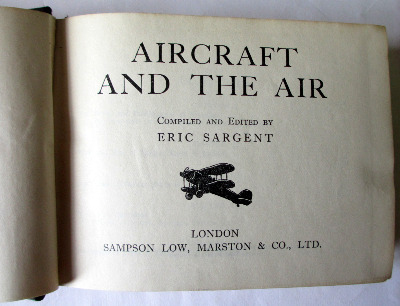 AIRCRAFT
AND THE AIR
COMPILED AND EDITED BY
ERIC SARGENT
LONDON
SAMPSON LOW, MARSTON & CO., LTD.